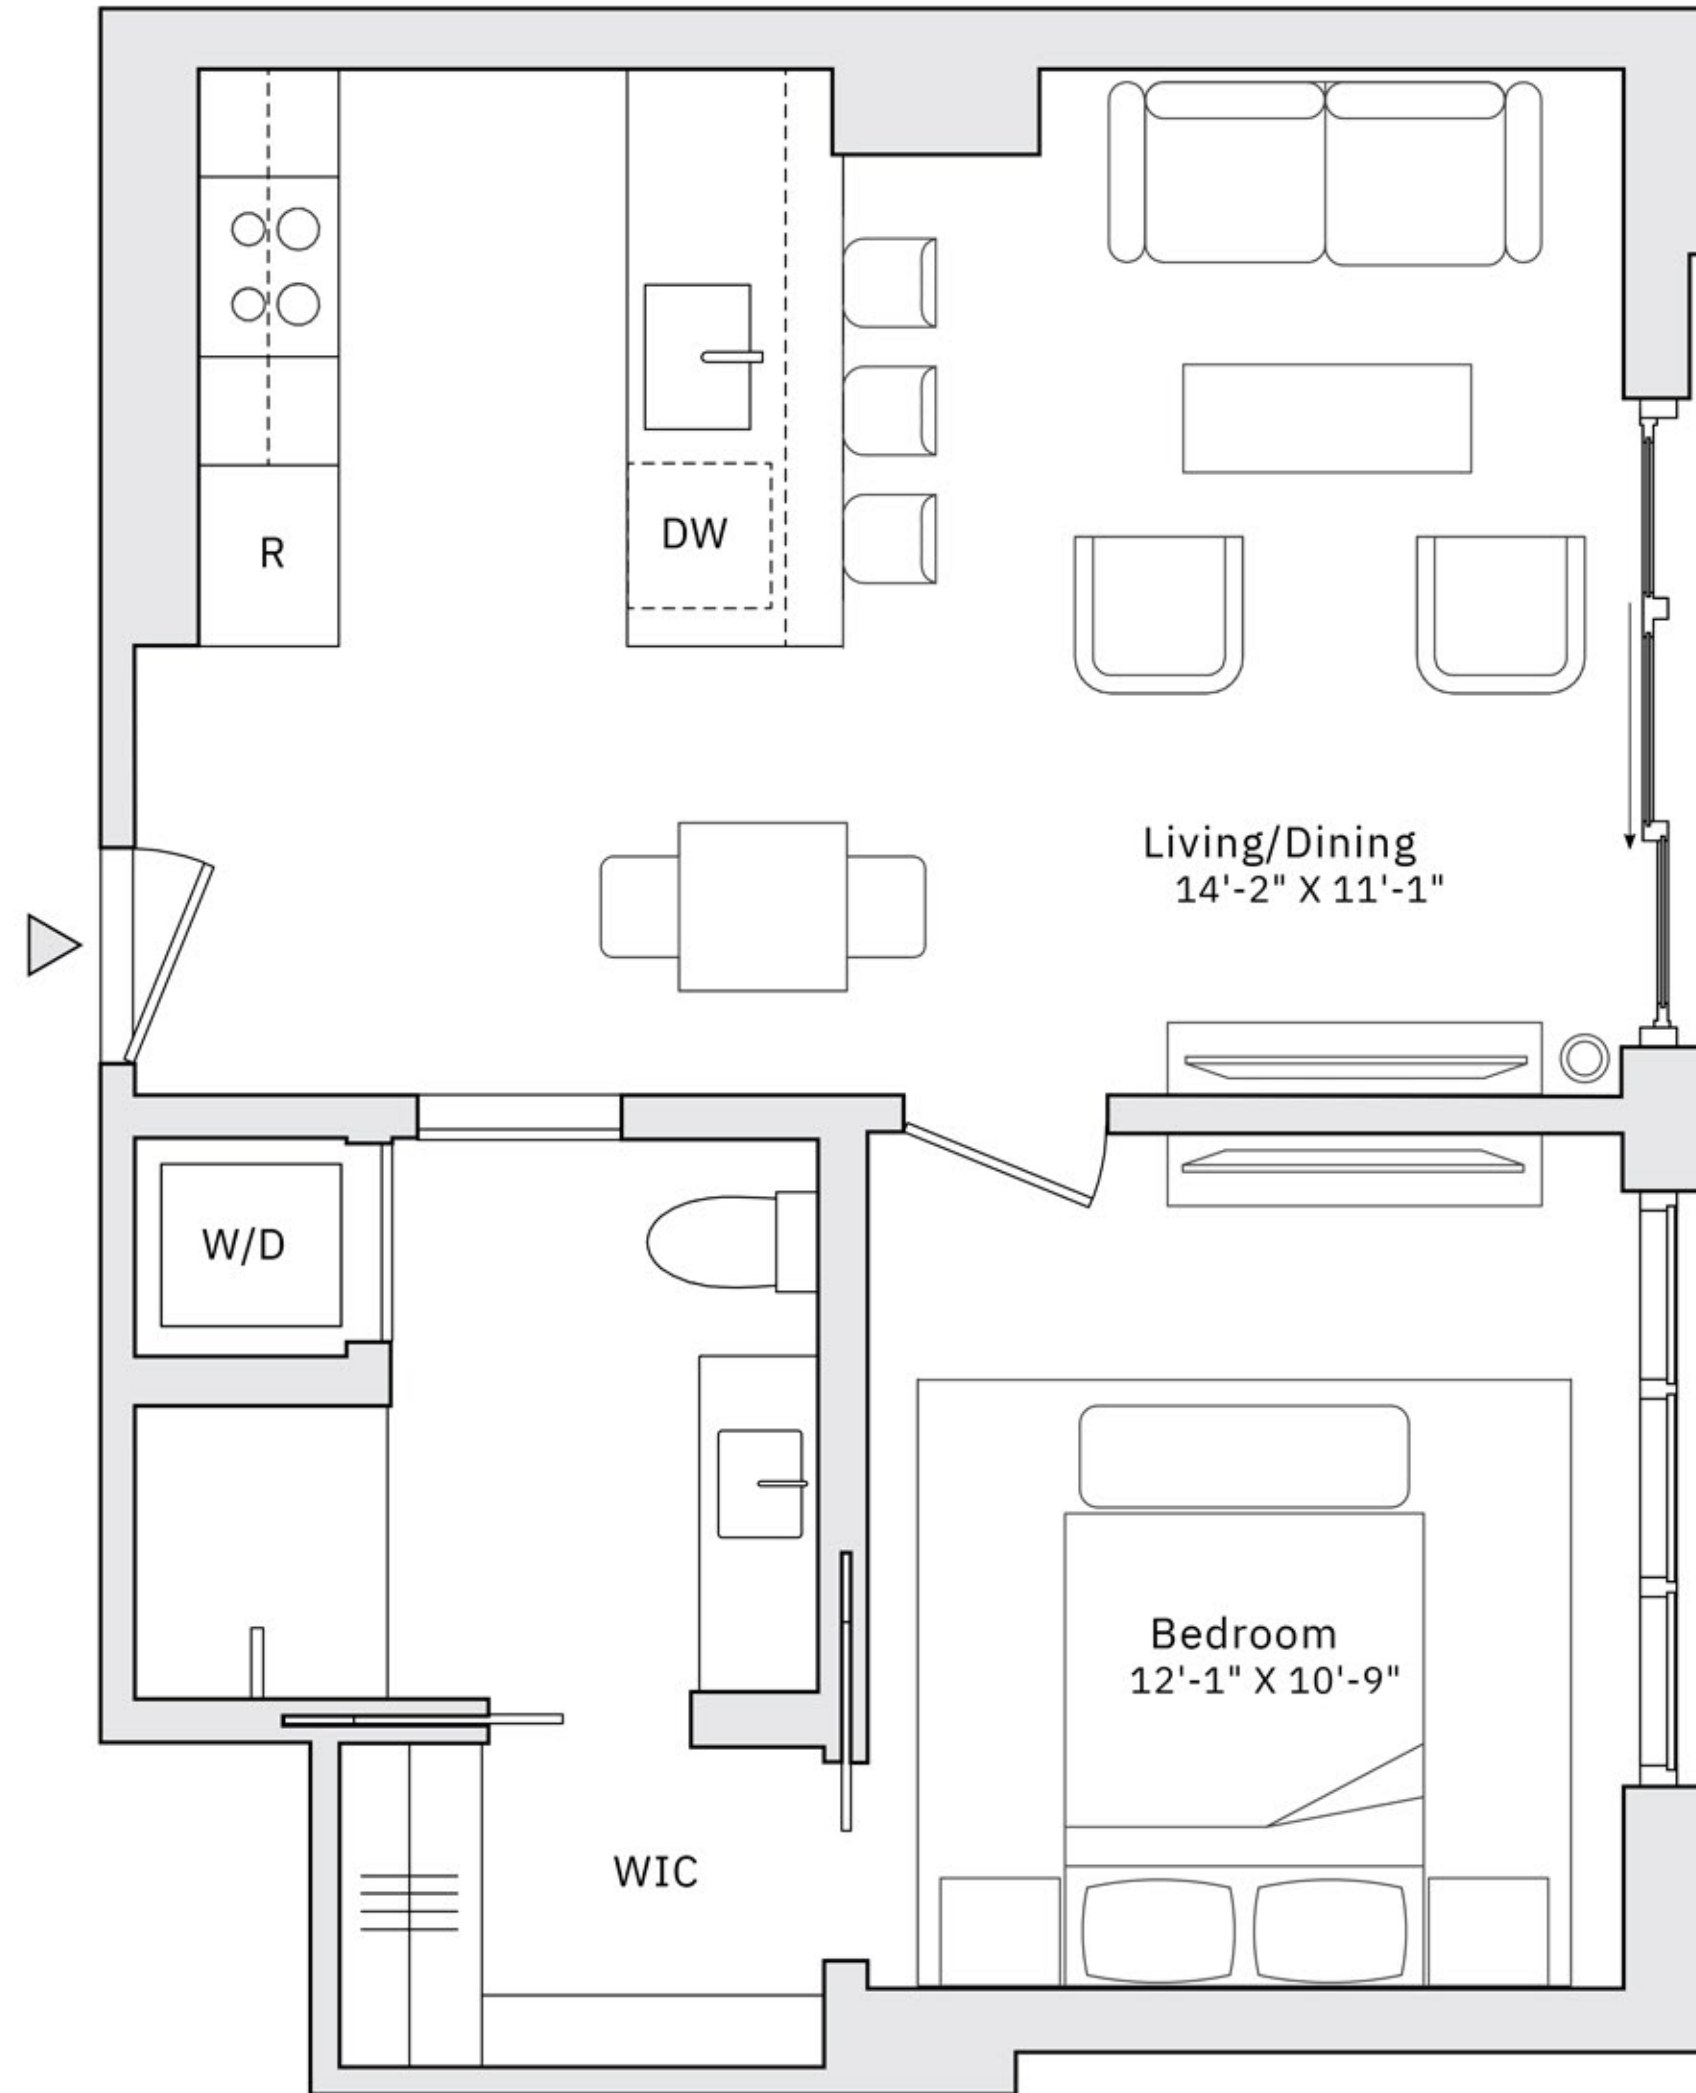 R
DW
Living/Dining
14'-2" X 11'-1"
W/D
Bedroom
12'-1" X 10'-9"
WIC